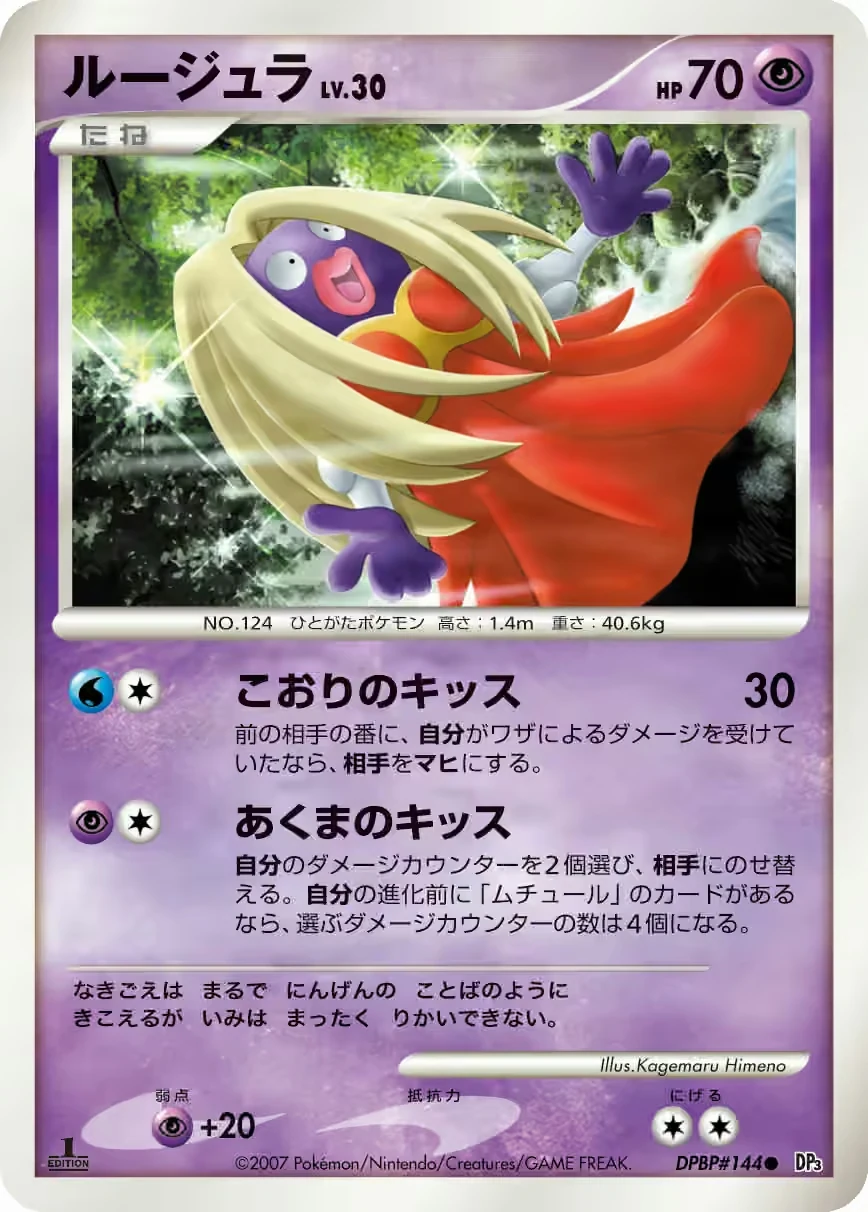 ルージュラ LV.30 HP 70
たね
NO.124 ひとがたポケモン 高さ：1.4m 重さ：40.6kg
こおりのキッス 30
前の相手の番に、自分がワザによるダメージを受けて
いたなら、相手をマヒにする。
あくまのキッス
自分のダメージカウンターを2個選び、相手にのせ替
える。自分の進化前に「ムチュール」のカードがある
なら、選ぶダメージカウンターの数は4個になる。
なきごえは まるで にんげんの ことばのように
きこえるが いみは まったく りかいできない。
Illus.Kagemaru Himeno
弱点 抵抗力 にげる
+20
1 EDITION ©2007 Pokémon/Nintendo/Creatures/GAME FREAK. DPBP#144● DP3